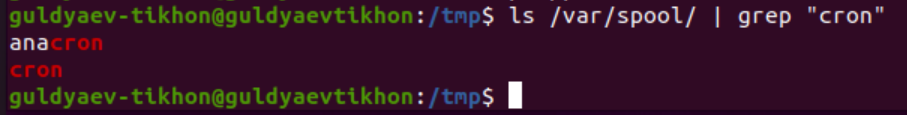 guldyaev-tikhon@guldyaevtikhon:/tmp$ ls /var/spool/ | grep "cron"
anacron
cron
guldyaev-tikhon@guldyaevtikhon:/tmp$